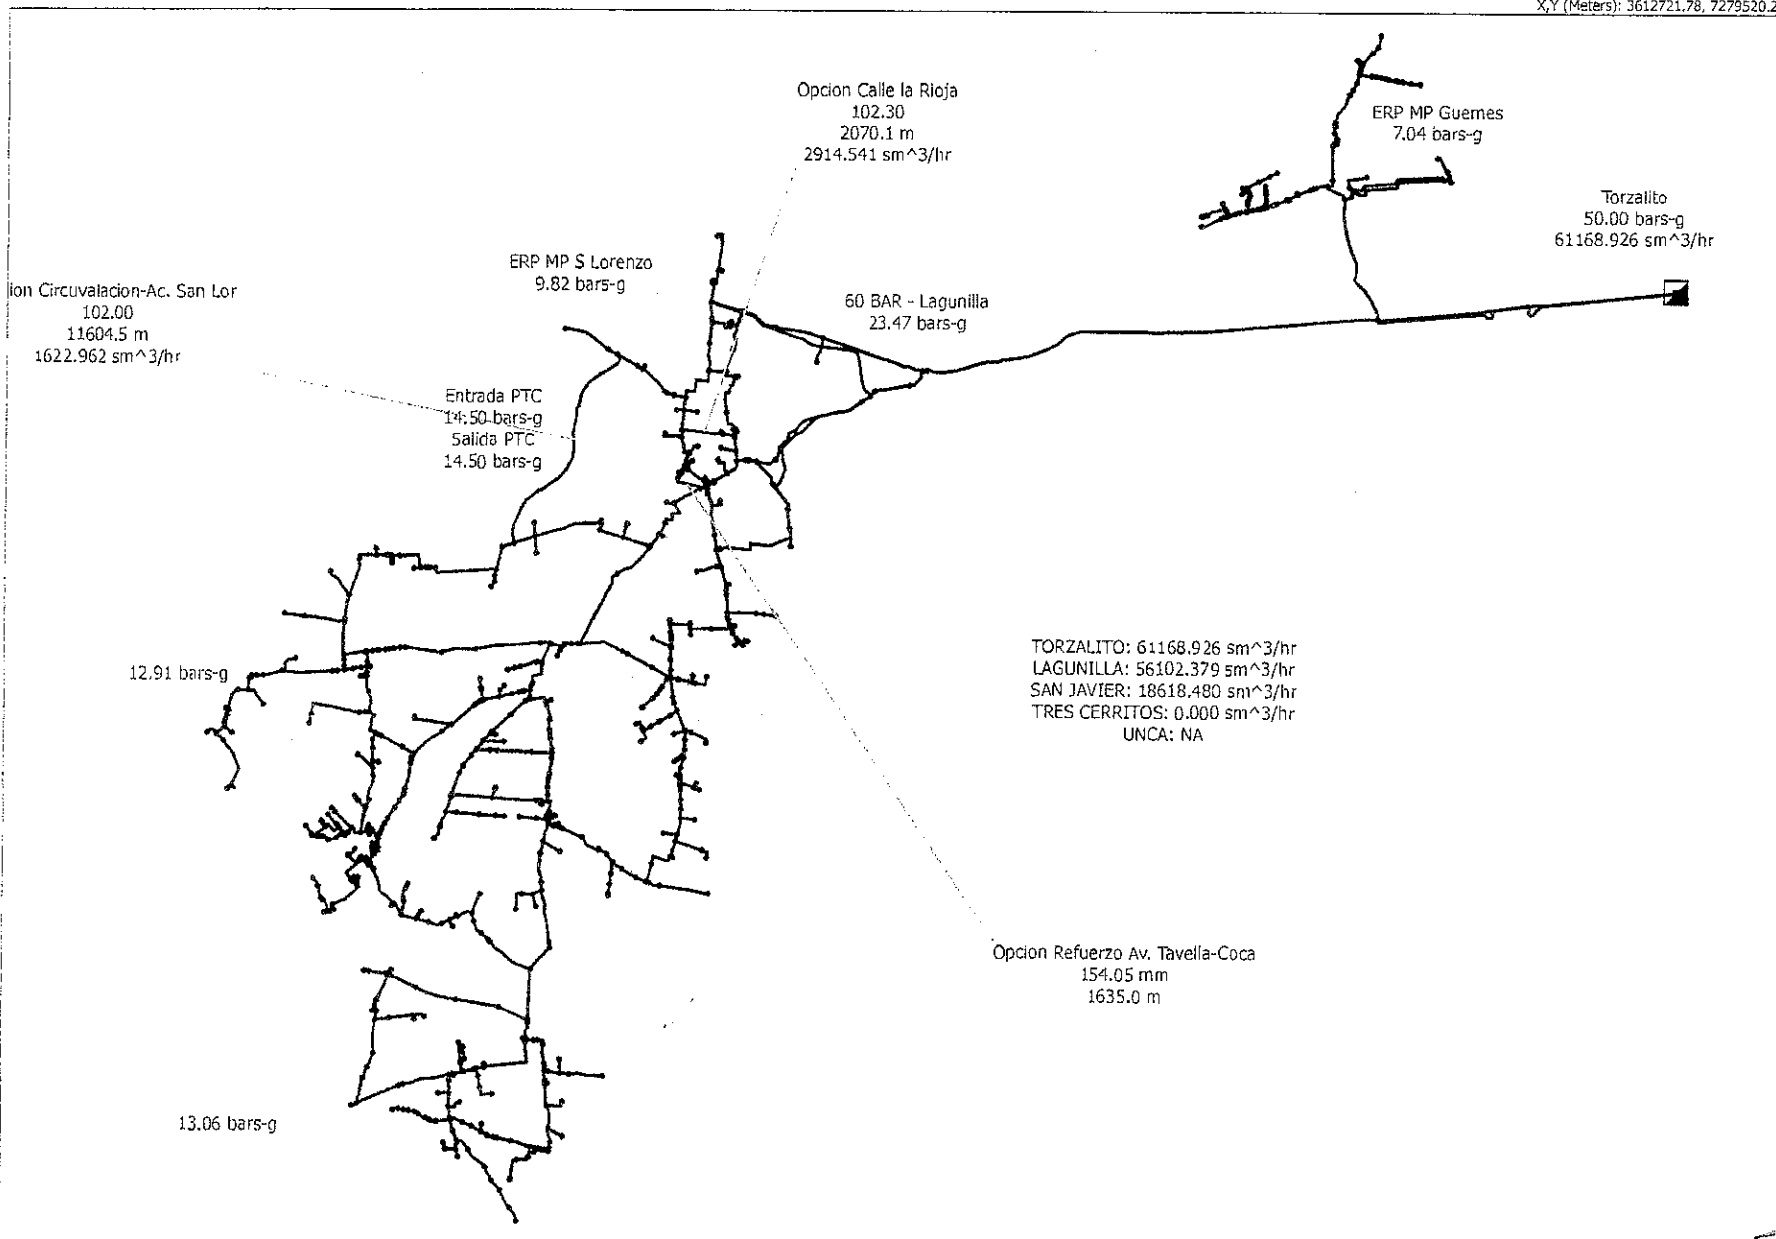 X,Y (Meters): 3612721.78, 7279520.2
Opcion Calle la Rioja
102.30
2070.1 m
2914.541 sm^3/hr
ERP MP Guemes
7.04 bars-g
Torzalito
50.00 bars-g
61168.926 sm^3/hr
ERP MP S Lorenzo
9.82 bars-g
60 BAR - Lagunilla
23.47 bars-g
ion Circuvalacion-Ac. San Lor
102.00
11604.5 m
1622.962 sm^3/hr
Entrada PTC
14.50 bars-g
Salida PTC
14.50 bars-g
12.91 bars-g
TORZALITO: 61168.926 sm^3/hr
LAGUNILLA: 56102.379 sm^3/hr
SAN JAVIER: 18618.480 sm^3/hr
TRES CERRITOS: 0.000 sm^3/hr
UNCA: NA
Opcion Refuerzo Av. Tavella-Coca
154.05 mm
1635.0 m
13.06 bars-g